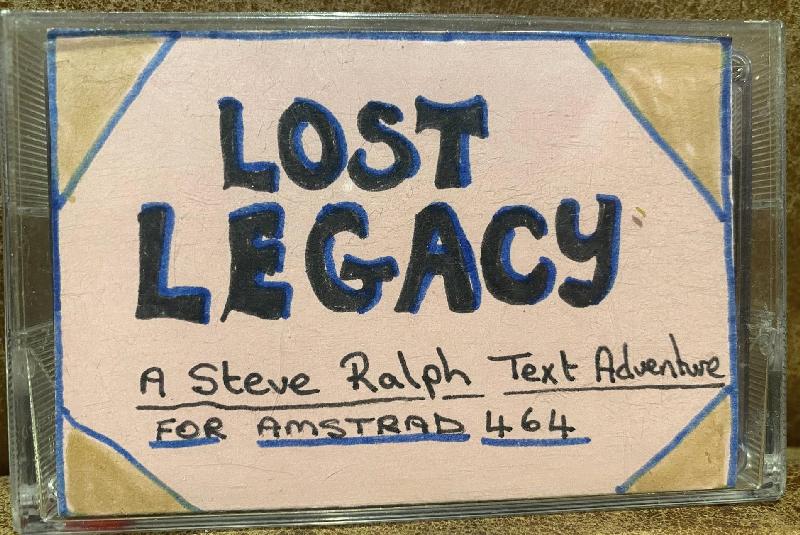 LOST
LEGACY
A Steve Ralph Text Adventure
FOR AMSTRAD 464